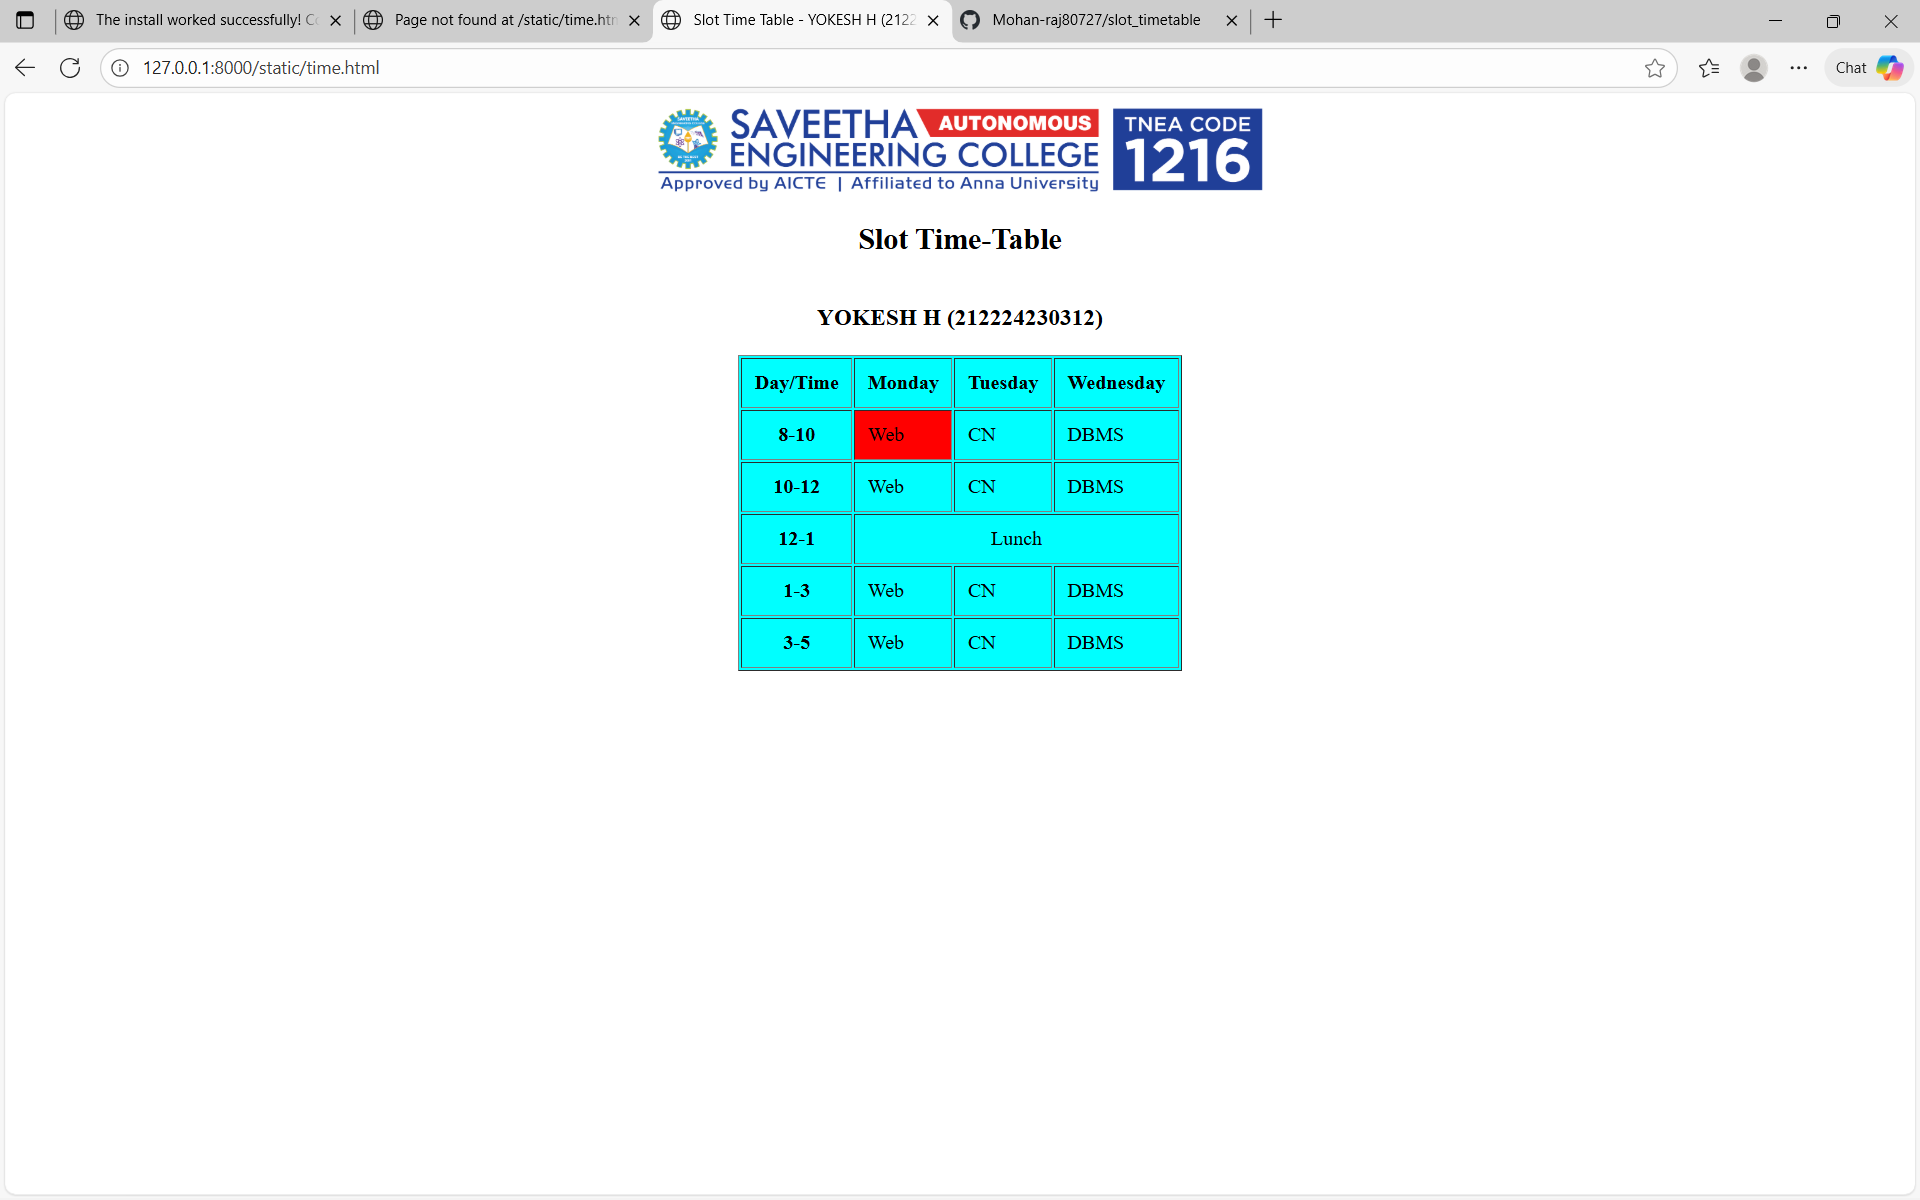 The install worked successfully! C
Page not found at /static/time.htm
Slot Time Table - YOKESH H (2122
Mohan-raj80727/slot_timetable
127.0.0.1:8000/static/time.html
Chat
SAVEETHA AUTONOMOUS
ENGINEERING COLLEGE
Approved by AICTE | Affiliated to Anna University
TNEA CODE
1216
SAVEETHA
Slot Time-Table
YOKESH H (212224230312)
Day/Time Monday Tuesday Wednesday
8-10 Web CN DBMS
10-12 Web CN DBMS
12-1 Lunch
1-3 Web CN DBMS
3-5 Web CN DBMS